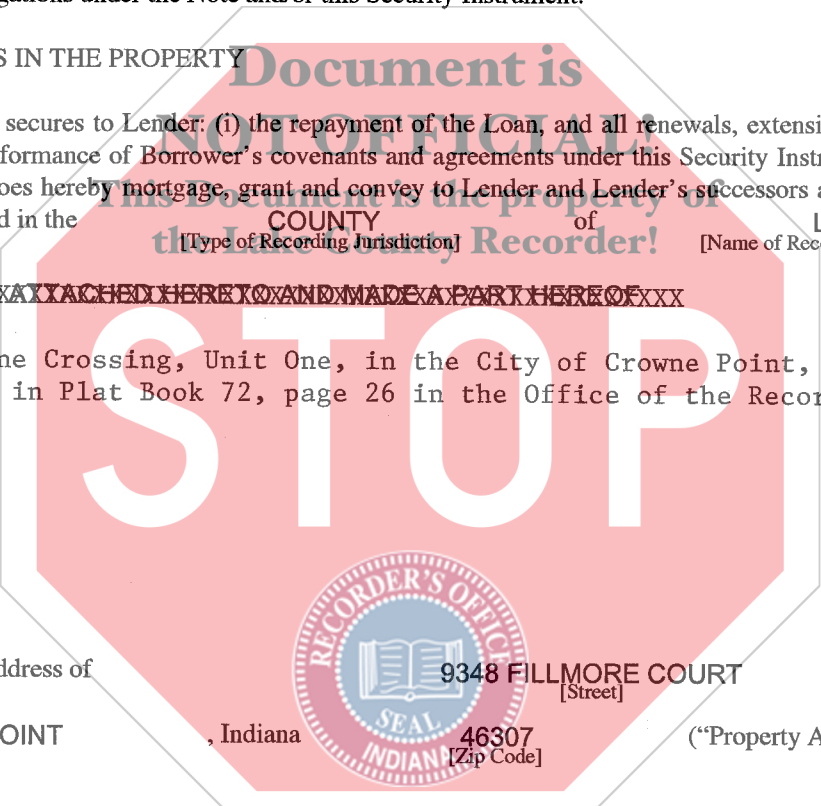 gations under the Note and/or this Security Instrument.
S IN THE PROPERTY
Document is
NOT OFFICIAL!
This Document is the property of
the Lake County Recorder!
secures to Lender: (i) the repayment of the Loan, and all renewals, extensi
formance of Borrower's covenants and agreements under this Security Instr
oes hereby mortgage, grant and convey to Lender and Lender's successors a
d in the COUNTY of L
[Type of Recording Jurisdiction] [Name of Reco
ATTACHED HERETO AND MADE A PART HEREOF
ne Crossing, Unit One, in the City of Crowne Point,
in Plat Book 72, page 26 in the Office of the Recor
STOP
RECORDER'S OFFICE
SEAL
INDIANA
ddress of 9348 FILLMORE COURT
[Street]
OINT , Indiana 46307 ("Property A
[Zip Code]